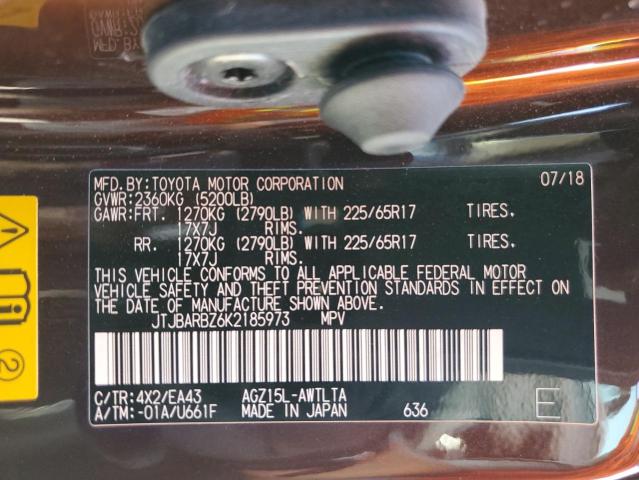 MFD.BY:TOYOTA MOTOR CORPORATION 07/18
GVWR:2360KG (5200LB)
GAWR:FRT. 1270KG (2790LB) WITH 225/65R17 TIRES.
17X7J RIMS.
RR. 1270KG (2790LB) WITH 225/65R17 TIRES.
17X7J RIMS.
THIS VEHICLE CONFORMS TO ALL APPLICABLE FEDERAL MOTOR
VEHICLE SAFETY AND THEFT PREVENTION STANDARDS IN EFFECT ON
THE DATE OF MANUFACTURE SHOWN ABOVE.
JTJBARBZ6K2185973 MPV
C/TR:4X2/EA43 AGZ15L-AWTLTA
A/TM:-01A/U661F MADE IN JAPAN 636 E
2